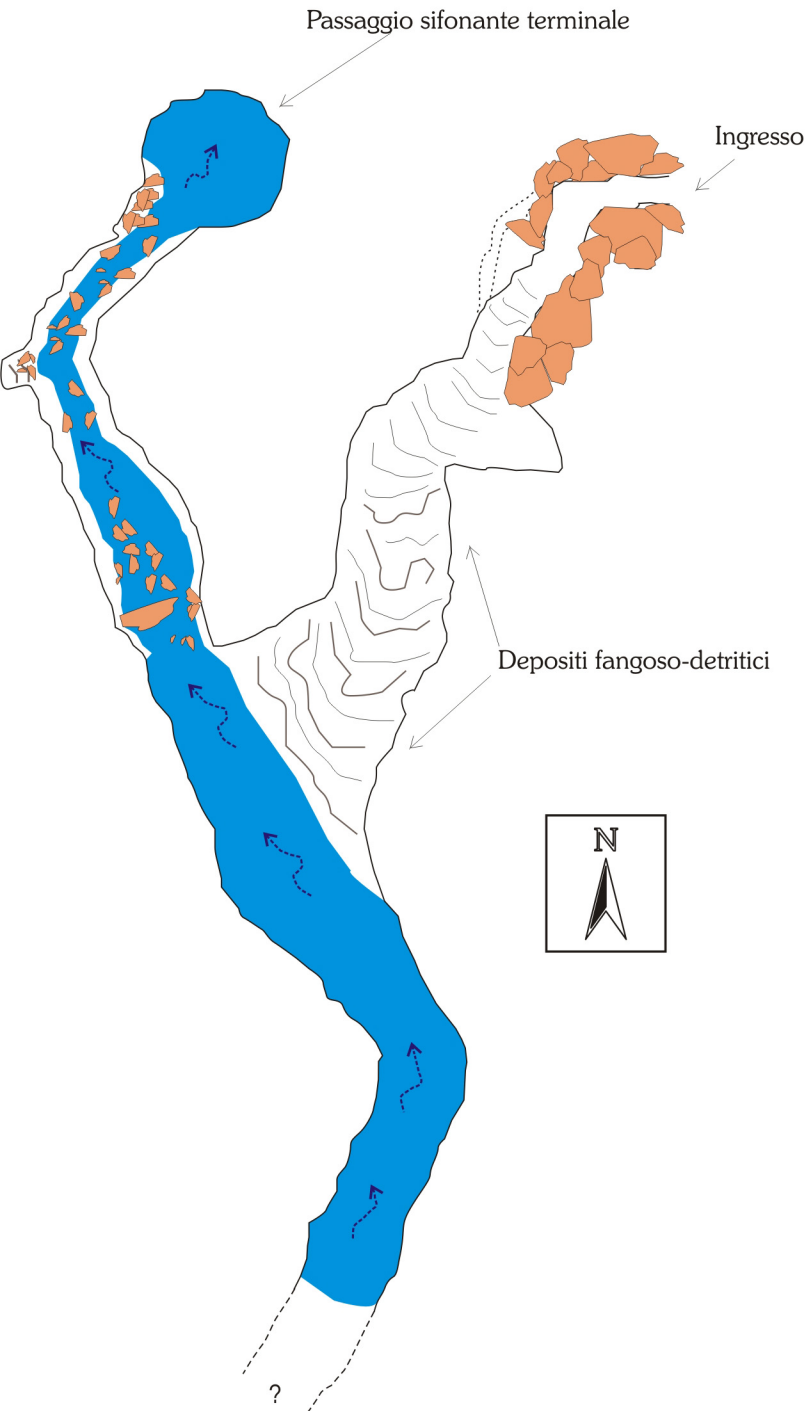 Passaggio sifonante terminale
Ingresso
Depositi fangoso-detritici
N
?